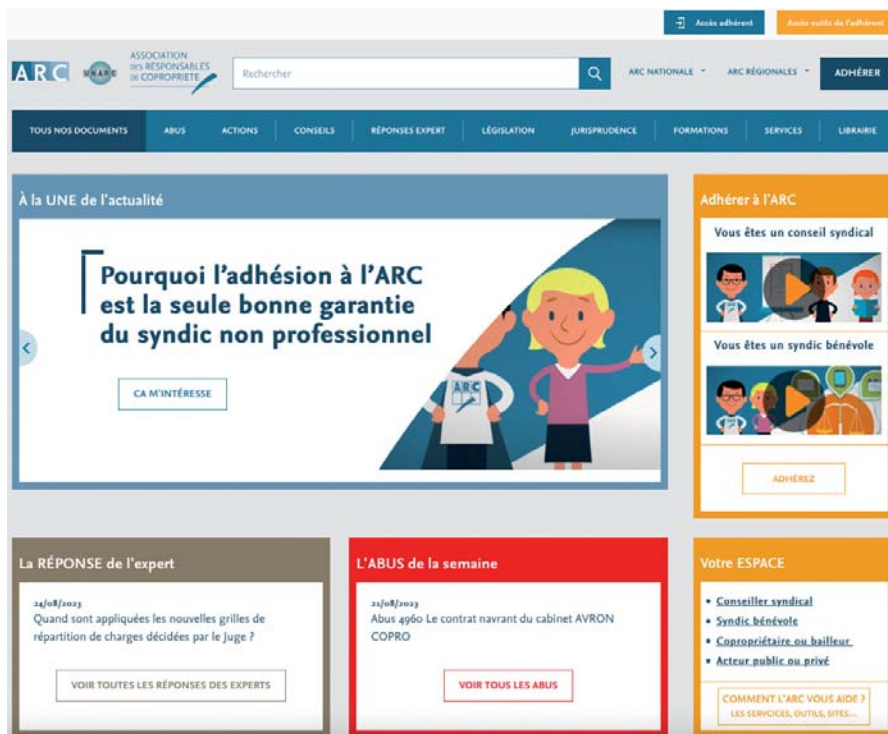 Accès adhérent
Accès outils de l'adhérent
ARC
UNARC
ASSOCIATION
DES RESPONSABLES
DE COPROPRIÉTÉ
Rechercher
ARC NATIONALE
ARC RÉGIONALES
ADHÉRER
TOUS NOS DOCUMENTS
ABUS
ACTIONS
CONSEILS
RÉPONSES EXPERT
LÉGISLATION
JURISPRUDENCE
FORMATIONS
SERVICES
LIBRAIRIE
À la UNE de l'actualité
Pourquoi l'adhésion à l'ARC
est la seule bonne garantie
du syndic non professionnel
CA M'INTÉRESSE
ARC
Adhérer à l'ARC
Vous êtes un conseil syndical
Vous êtes un syndic bénévole
ADHÉREZ
La RÉPONSE de l'expert
24/08/2023
Quand sont appliquées les nouvelles grilles de
répartition de charges décidées par le Juge ?
VOIR TOUTES LES RÉPONSES DES EXPERTS
L'ABUS de la semaine
21/08/2023
Abus 4960 Le contrat navrant du cabinet AVRON
COPRO
VOIR TOUS LES ABUS
Votre ESPACE
• Conseiller syndical
• Syndic bénévole
• Copropriétaire ou bailleur
• Acteur public ou privé
COMMENT L'ARC VOUS AIDE ?
LES SERVCICES, OUTILS, SITES...